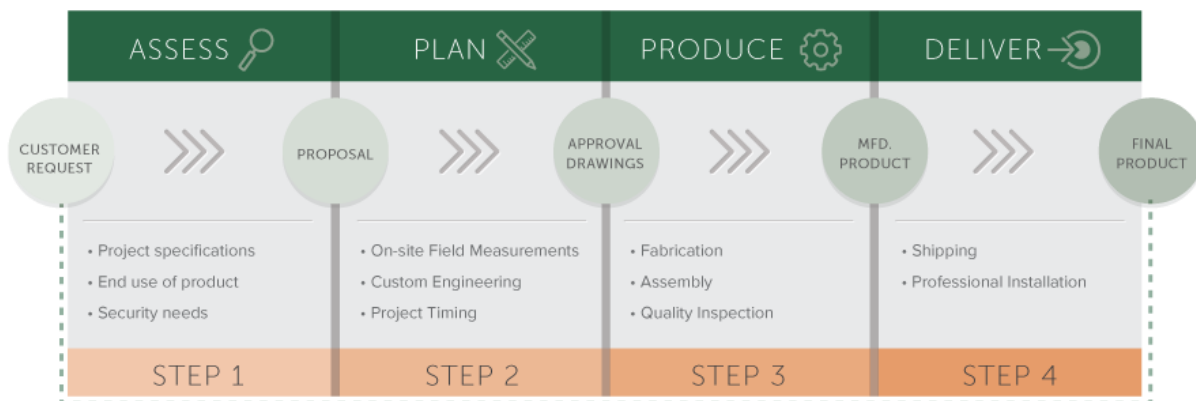 ASSESS
PLAN
PRODUCE
DELIVER
CUSTOMER
REQUEST
PROPOSAL
APPROVAL
DRAWINGS
MFD.
PRODUCT
FINAL
PRODUCT
• Project specifications
• End use of product
• Security needs
• On-site Field Measurements
• Custom Engineering
• Project Timing
• Fabrication
• Assembly
• Quality Inspection
• Shipping
• Professional Installation
STEP 1
STEP 2
STEP 3
STEP 4